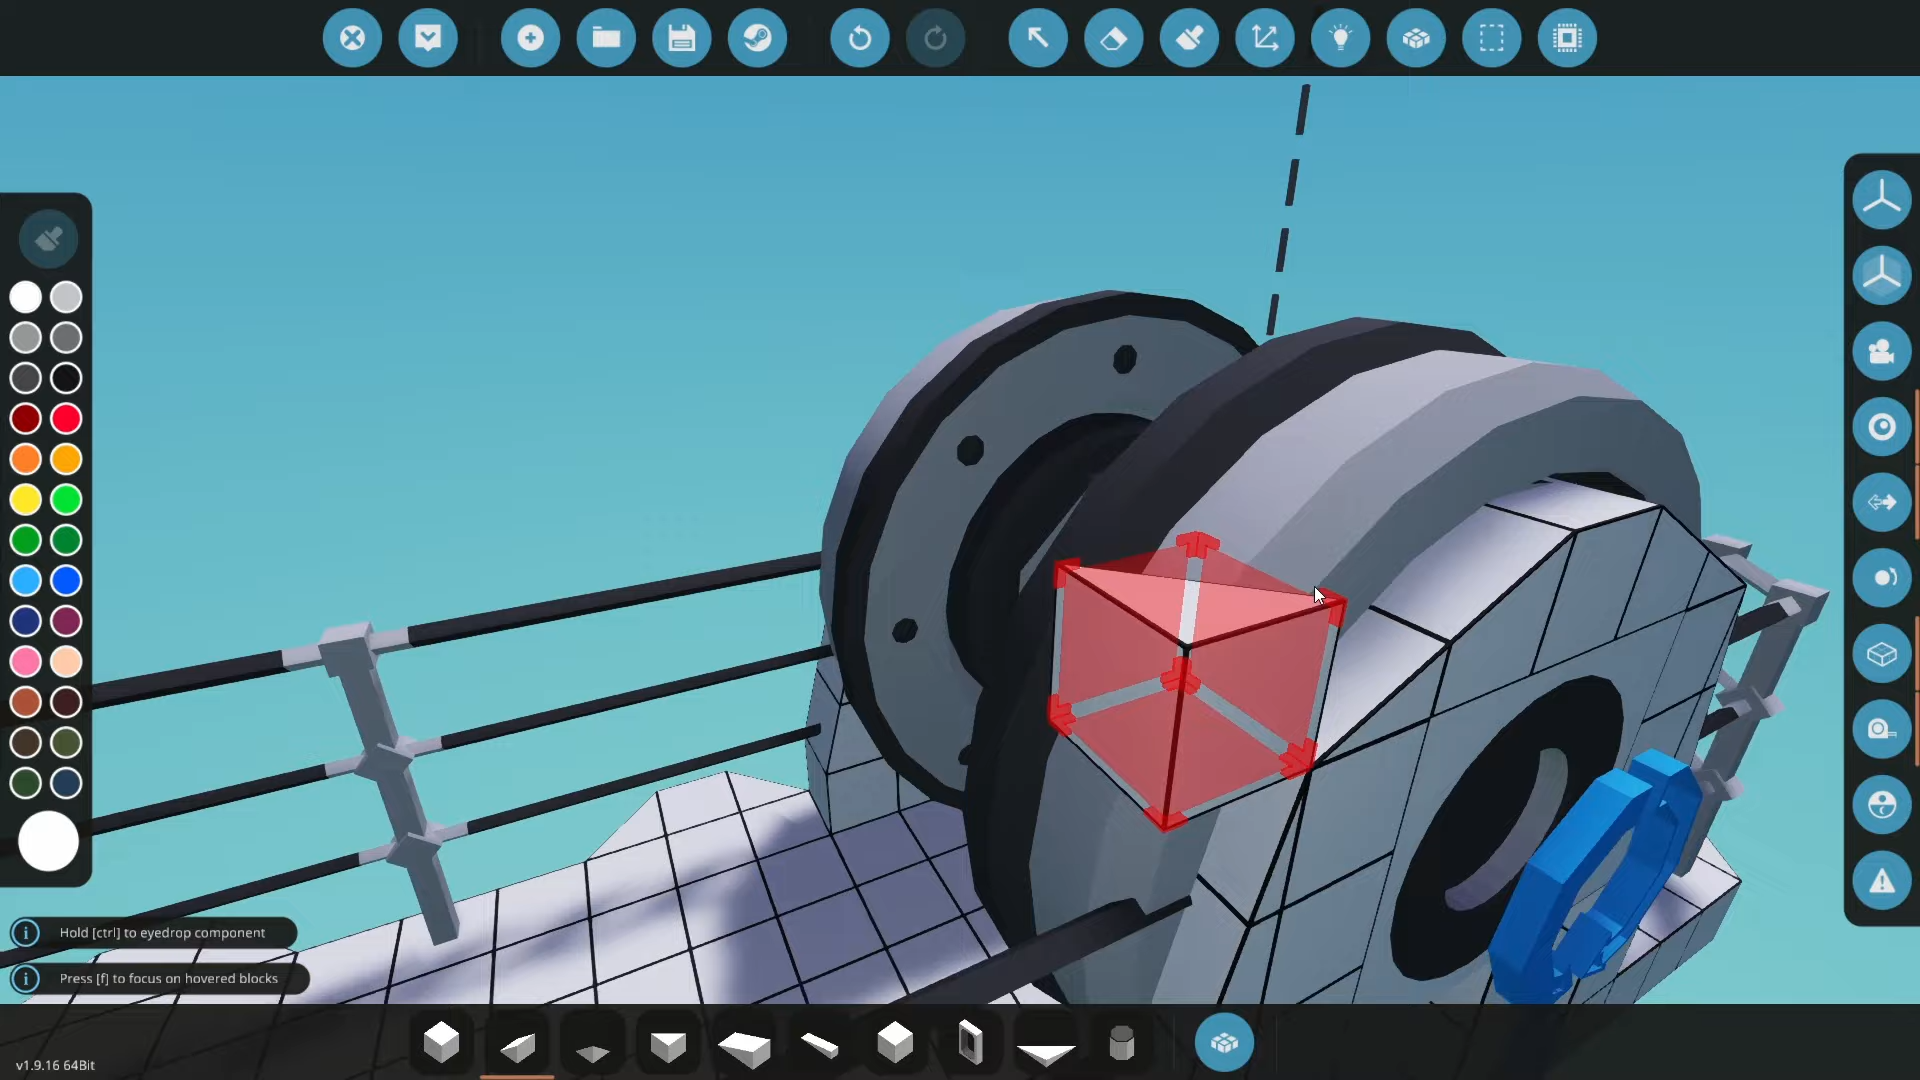 Hold [ctrl] to eyedrop component
Press [f] to focus on hovered blocks
v1.9.16 64Bit